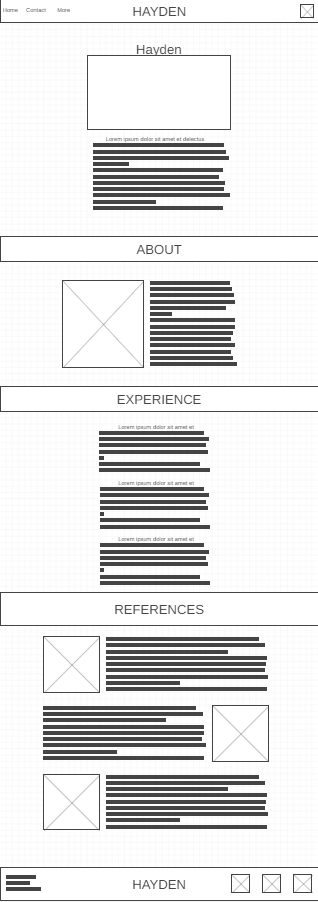 Home Contact More HAYDEN
Hayden
Lorem ipsum dolor sit amet et delectus
ABOUT
EXPERIENCE
Lorem ipsum dolor sit amet et
Lorem ipsum dolor sit amet et
Lorem ipsum dolor sit amet et
REFERENCES
HAYDEN